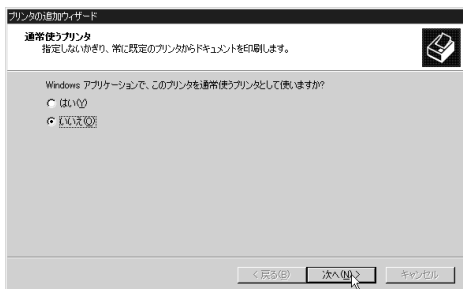 プリンタの追加ウィザード
通常使うプリンタ
指定しないかぎり、常に既定のプリンタからドキュメントを印刷します。
Windows アプリケーションで、このプリンタを通常使うプリンタとして使いますか?
はい(Y)
いいえ(O)
< 戻る(B)
次へ(N) >
キャンセル